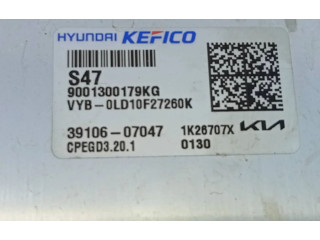 HYUNDAI KEFICO
S47
9001300179KG
VYB-0LD10F27260K
39106-07047 1K26707X KIA
CPEGD3.20.1 0130